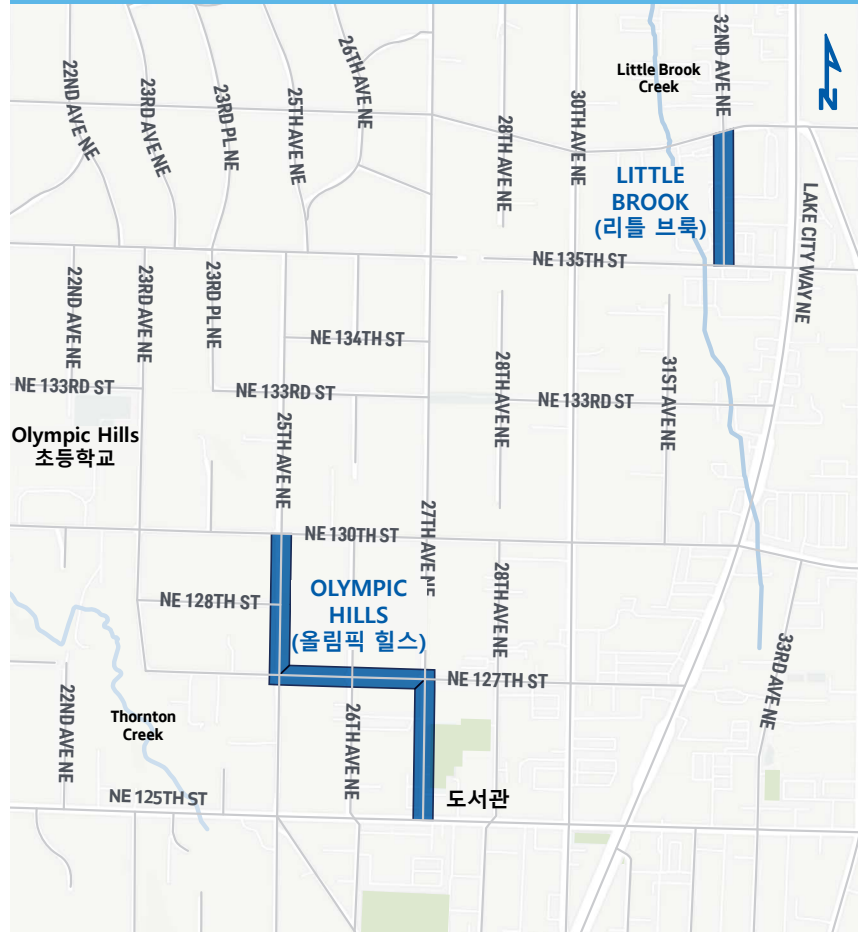 26TH AVE NE
32ND AVE NE
22ND AVE NE
23RD AVE NE
23RD PL NE
25TH AVE NE
28TH AVE NE
30TH AVE NE
Little Brook
Creek
N
LITTLE
BROOK
(리틀 브룩)
LAKE CITY WAY NE
NE 135TH ST
22ND AVE NE
23RD AVE NE
23RD PL NE
NE 134TH ST
28TH AVE NE
31ST AVE NE
NE 133RD ST
NE 133RD ST
NE 133RD ST
Olympic Hills
초등학교
25TH AVE NE
27TH AVE NE
NE 130TH ST
28TH AVE NE
OLYMPIC
HILLS
(올림픽 힐스)
NE 128TH ST
33RD AVE NE
NE 127TH ST
22ND AVE NE
Thornton
Creek
26TH AVE NE
NE 125TH ST
도서관